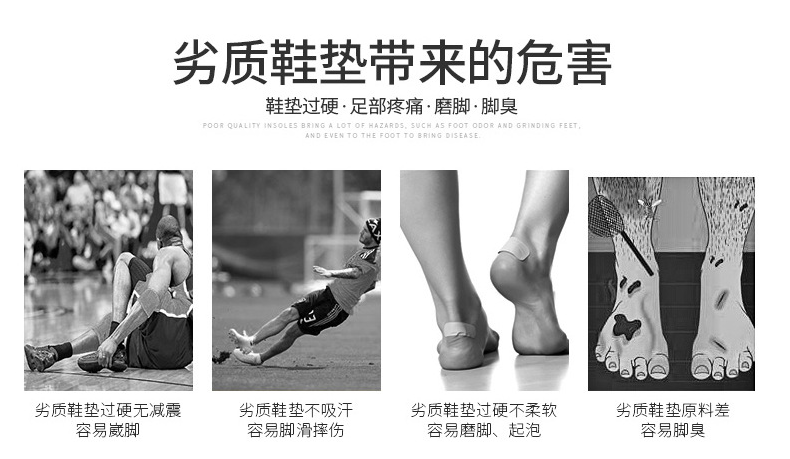 劣质鞋垫带来的危害
鞋垫过硬·足部疼痛·磨脚·脚臭
POOR QUALITY INSOLES BRING A LOT OF HAZARDS, SUCH AS FOOT ODOR AND GRINDING FEET,
AND EVEN TO THE FOOT TO BRING DISEASE.
劣质鞋垫过硬无减震
容易崴脚
劣质鞋垫不吸汗
容易脚滑摔伤
劣质鞋垫过硬不柔软
容易磨脚、起泡
劣质鞋垫原料差
容易脚臭